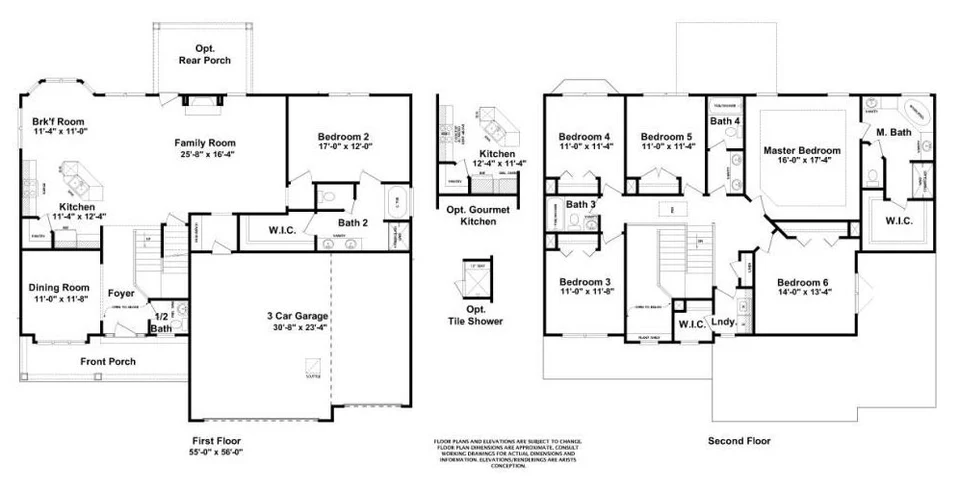 Opt.
Rear Porch
Brk'f Room
11'-4" x 11'-0"
Family Room
25'-8" x 16'-4"
Bedroom 2
17'-0" x 12'-0"
Kitchen
11'-4" x 12'-4"
W.I.C.
Bath 2
Dining Room
11'-0" x 11'-8"
Foyer
1/2
Bath
3 Car Garage
30'-8" x 23'-4"
Front Porch
First Floor
55'-0" x 56'-0"
Kitchen
12'-4" x 11'-4"
Opt. Gourmet
Kitchen
Opt.
Tile Shower
FLOOR PLANS AND ELEVATIONS ARE SUBJECT TO CHANGE.
FLOOR PLAN DIMENSIONS ARE APPROXIMATE, CONSULT
WORKING DRAWINGS FOR ACTUAL DIMENSIONS AND
INFORMATION. ELEVATIONS/RENDERINGS ARE ARTISTS
CONCEPTION.
Bedroom 4
11'-0" x 11'-4"
Bedroom 5
11'-0" x 11'-4"
Bath 4
Master Bedroom
16'-0" x 17'-4"
M. Bath
Bath 3
W.I.C.
Bedroom 3
11'-0" x 11'-8"
Bedroom 6
14'-0" x 13'-4"
W.I.C.
Lndy.
PLANT SHELF
Second Floor